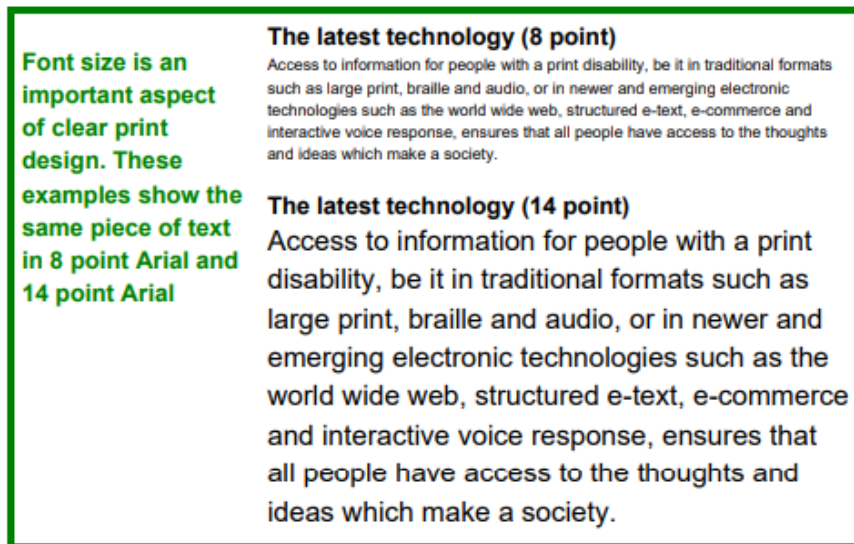 Font size is an
important aspect
of clear print
design. These
examples show the
same piece of text
in 8 point Arial and
14 point Arial
The latest technology (8 point)
Access to information for people with a print disability, be it in traditional formats
such as large print, braille and audio, or in newer and emerging electronic
technologies such as the world wide web, structured e-text, e-commerce and
interactive voice response, ensures that all people have access to the thoughts
and ideas which make a society.
The latest technology (14 point)
Access to information for people with a print
disability, be it in traditional formats such as
large print, braille and audio, or in newer and
emerging electronic technologies such as the
world wide web, structured e-text, e-commerce
and interactive voice response, ensures that
all people have access to the thoughts and
ideas which make a society.